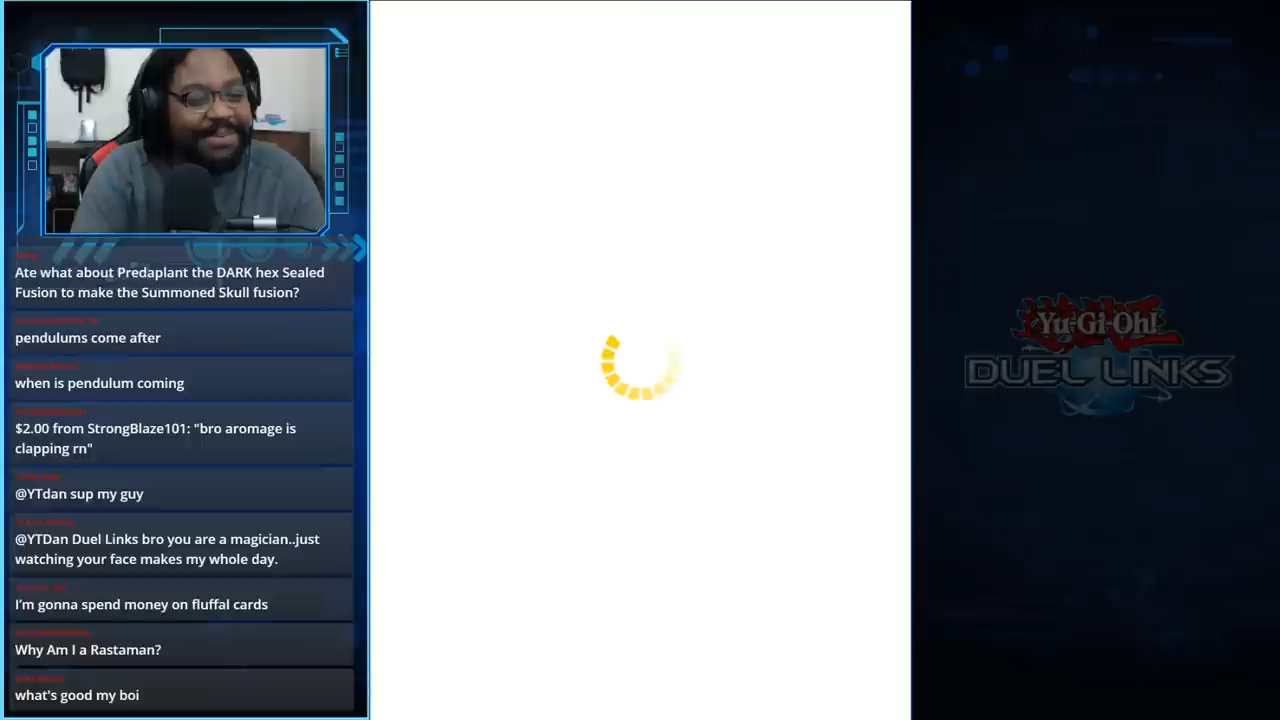 Ate what about Predaplant the DARK hex Sealed
Fusion to make the Summoned Skull fusion?
pendulums come after
when is pendulum coming
$2.00 from StrongBlaze101: "bro aromage is
clapping rn"
@YTdan sup my guy
@YTDan Duel Links bro you are a magician..just
watching your face makes my whole day.
I'm gonna spend money on fluffal cards
Why Am I a Rastaman?
what's good my boi
Yu-Gi-Oh!
DUEL LINKS